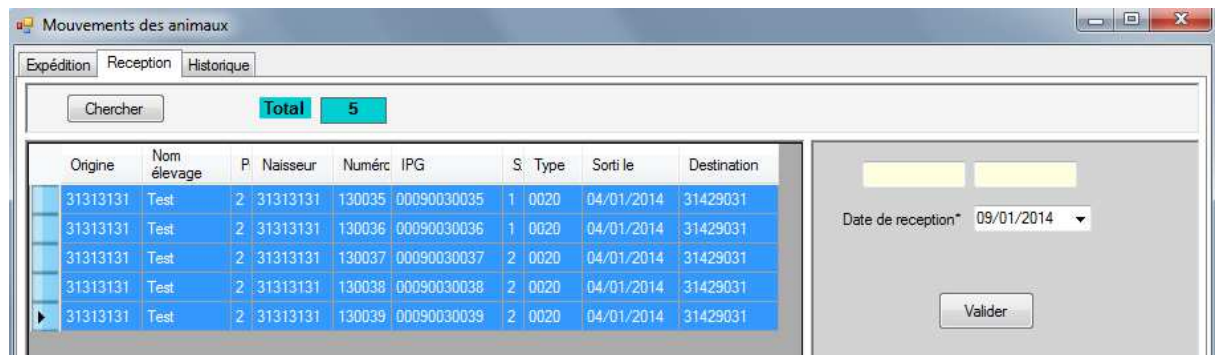 Mouvements des animaux
Expédition Reception Historique
Chercher Total 5
Origine Nom élevage P Naisseur Numérc IPG S. Type Sorti le Destination
31313131 Test 2 31313131 130035 00090030035 1 0020 04/01/2014 31429031
31313131 Test 2 31313131 130036 00090030036 1 0020 04/01/2014 31429031
31313131 Test 2 31313131 130037 00090030037 2 0020 04/01/2014 31429031
31313131 Test 2 31313131 130038 00090030038 2 0020 04/01/2014 31429031
31313131 Test 2 31313131 130039 00090030039 2 0020 04/01/2014 31429031
Date de reception* 09/01/2014
Valider